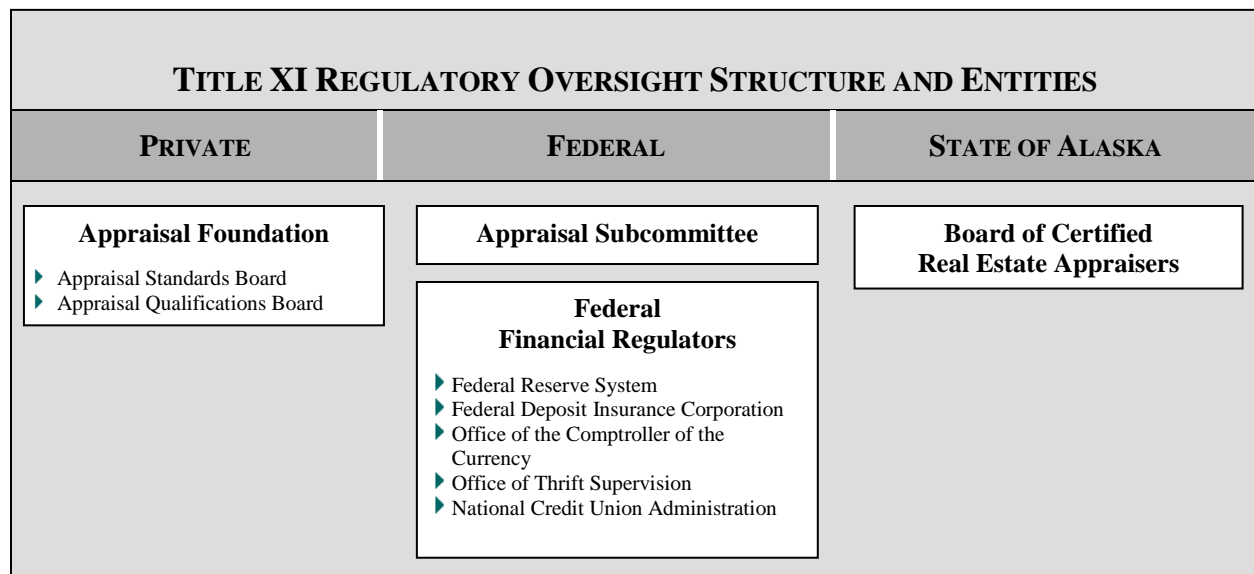 TITLE XI REGULATORY OVERSIGHT STRUCTURE AND ENTITIES
PRIVATE
FEDERAL
STATE OF ALASKA
Appraisal Foundation
Appraisal Standards Board
Appraisal Qualifications Board
Appraisal Subcommittee
Federal
Financial Regulators
Federal Reserve System
Federal Deposit Insurance Corporation
Office of the Comptroller of the
Currency
Office of Thrift Supervision
National Credit Union Administration
Board of Certified
Real Estate Appraisers